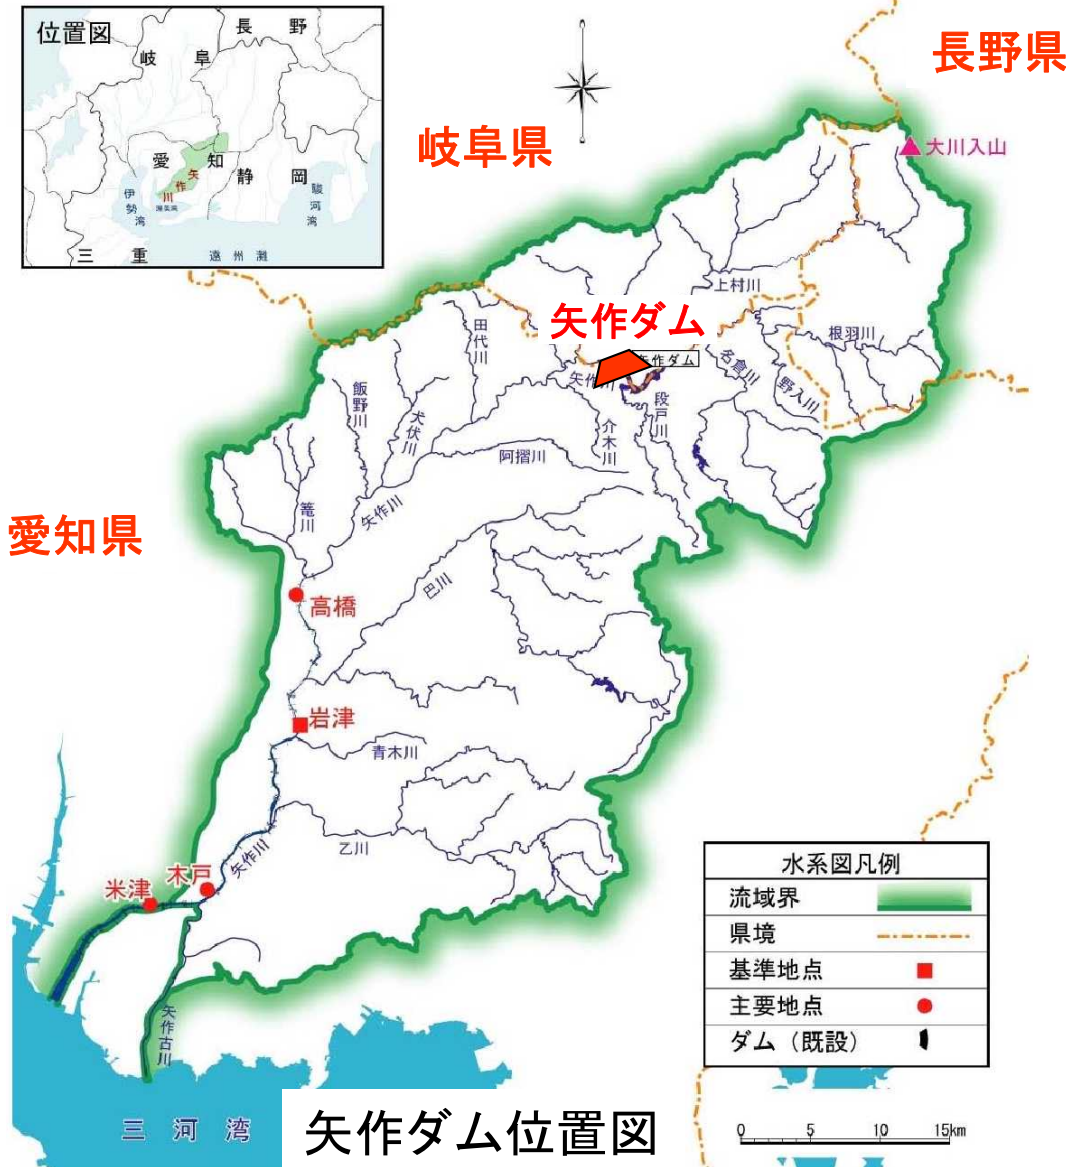 位置図
長野
岐阜
愛知
矢作川
静岡
伊勢湾
渥美湾
駿河湾
三重
遠州灘
長野県
岐阜県
大川入山
上村川
矢作ダム
田代川
根羽川
矢作ダム
名倉川
矢作川
野入川
飯野川
段戸川
犬伏川
介木川
阿摺川
矢作川
篭川
愛知県
巴川
高橋
岩津
青木川
乙川
矢作川
木戸
米津
矢作古川
三河湾
水系図凡例
流域界
県境
基準地点
主要地点
ダム（既設）
矢作ダム位置図
0 5 10 15km